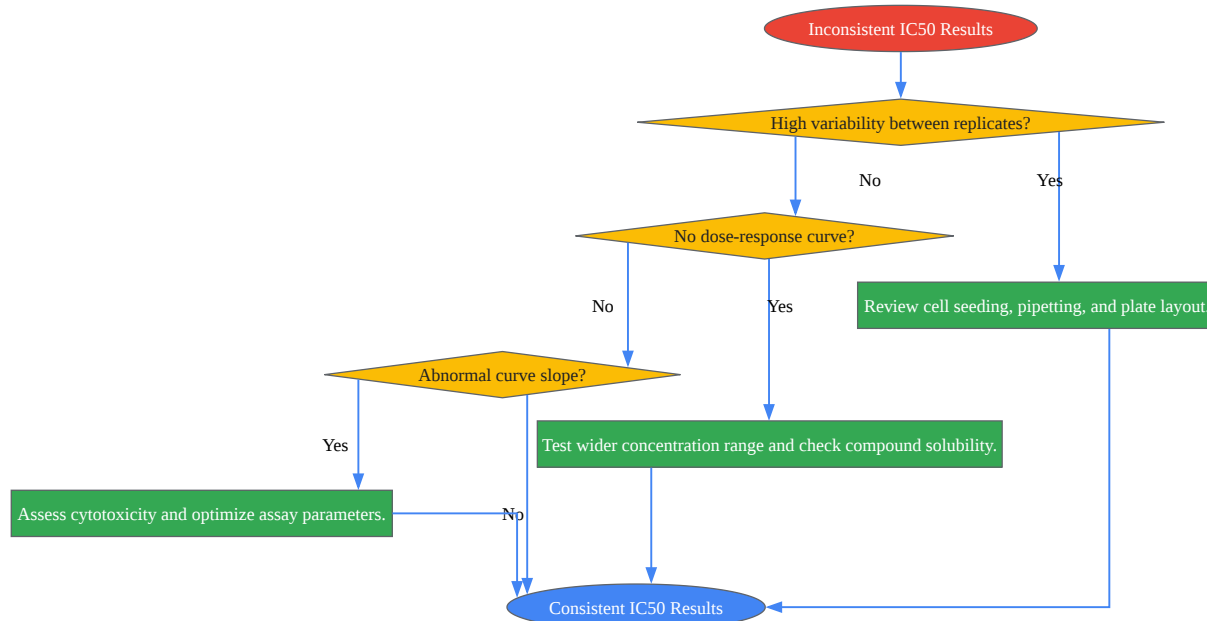 Inconsistent IC50 Results
High variability between replicates?
No
Yes
No dose-response curve?
No
Yes
Review cell seeding, pipetting, and plate layout.
Abnormal curve slope?
Yes
Test wider concentration range and check compound solubility.
Assess cytotoxicity and optimize assay parameters.
No
Consistent IC50 Results